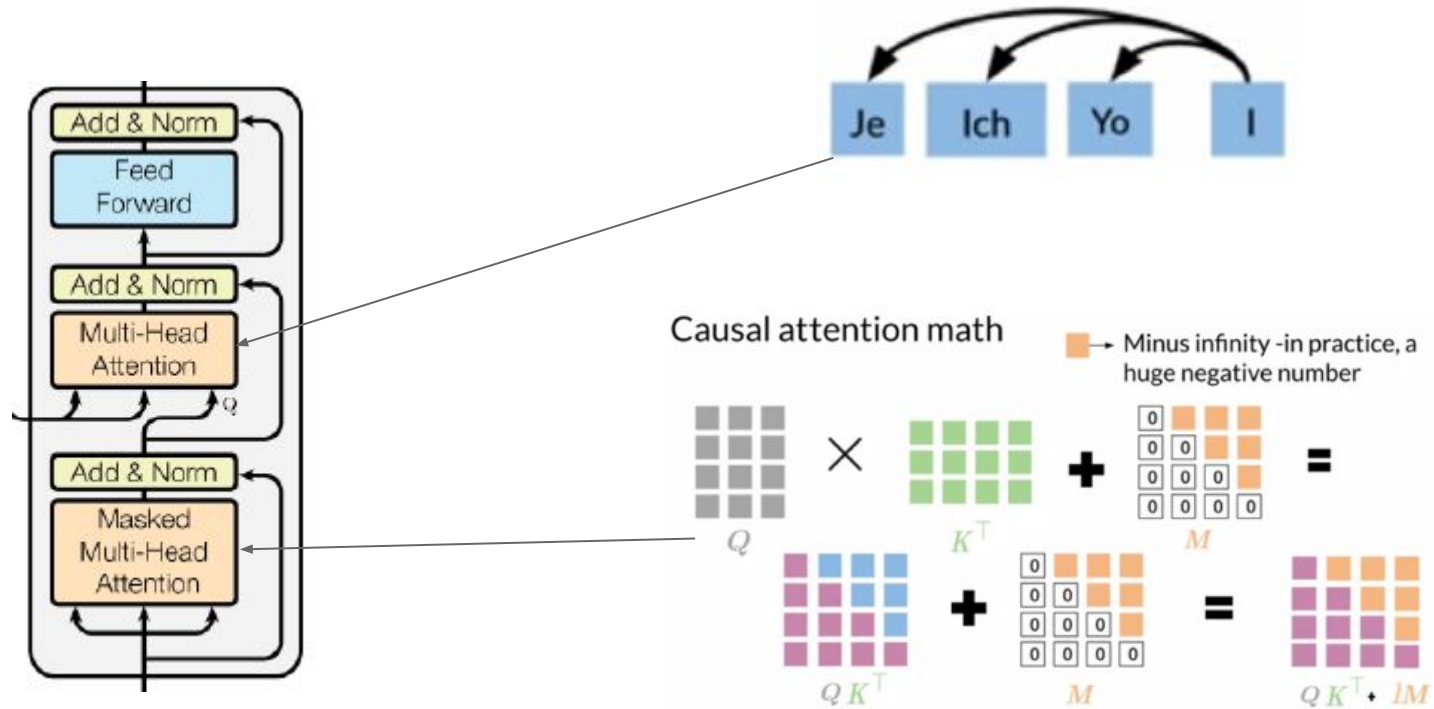 Add & Norm
Feed
Forward
Add & Norm
Multi-Head
Attention
Q
Add & Norm
Masked
Multi-Head
Attention
Je Ich Yo I
Causal attention math
Minus infinity -in practice, a
huge negative number
0
0 0
0 0 0
0 0 0 0
× + =
Q K⊤ M
0
0 0
0 0 0
0 0 0 0
+ =
Q K⊤ M Q K⊤ + 1M